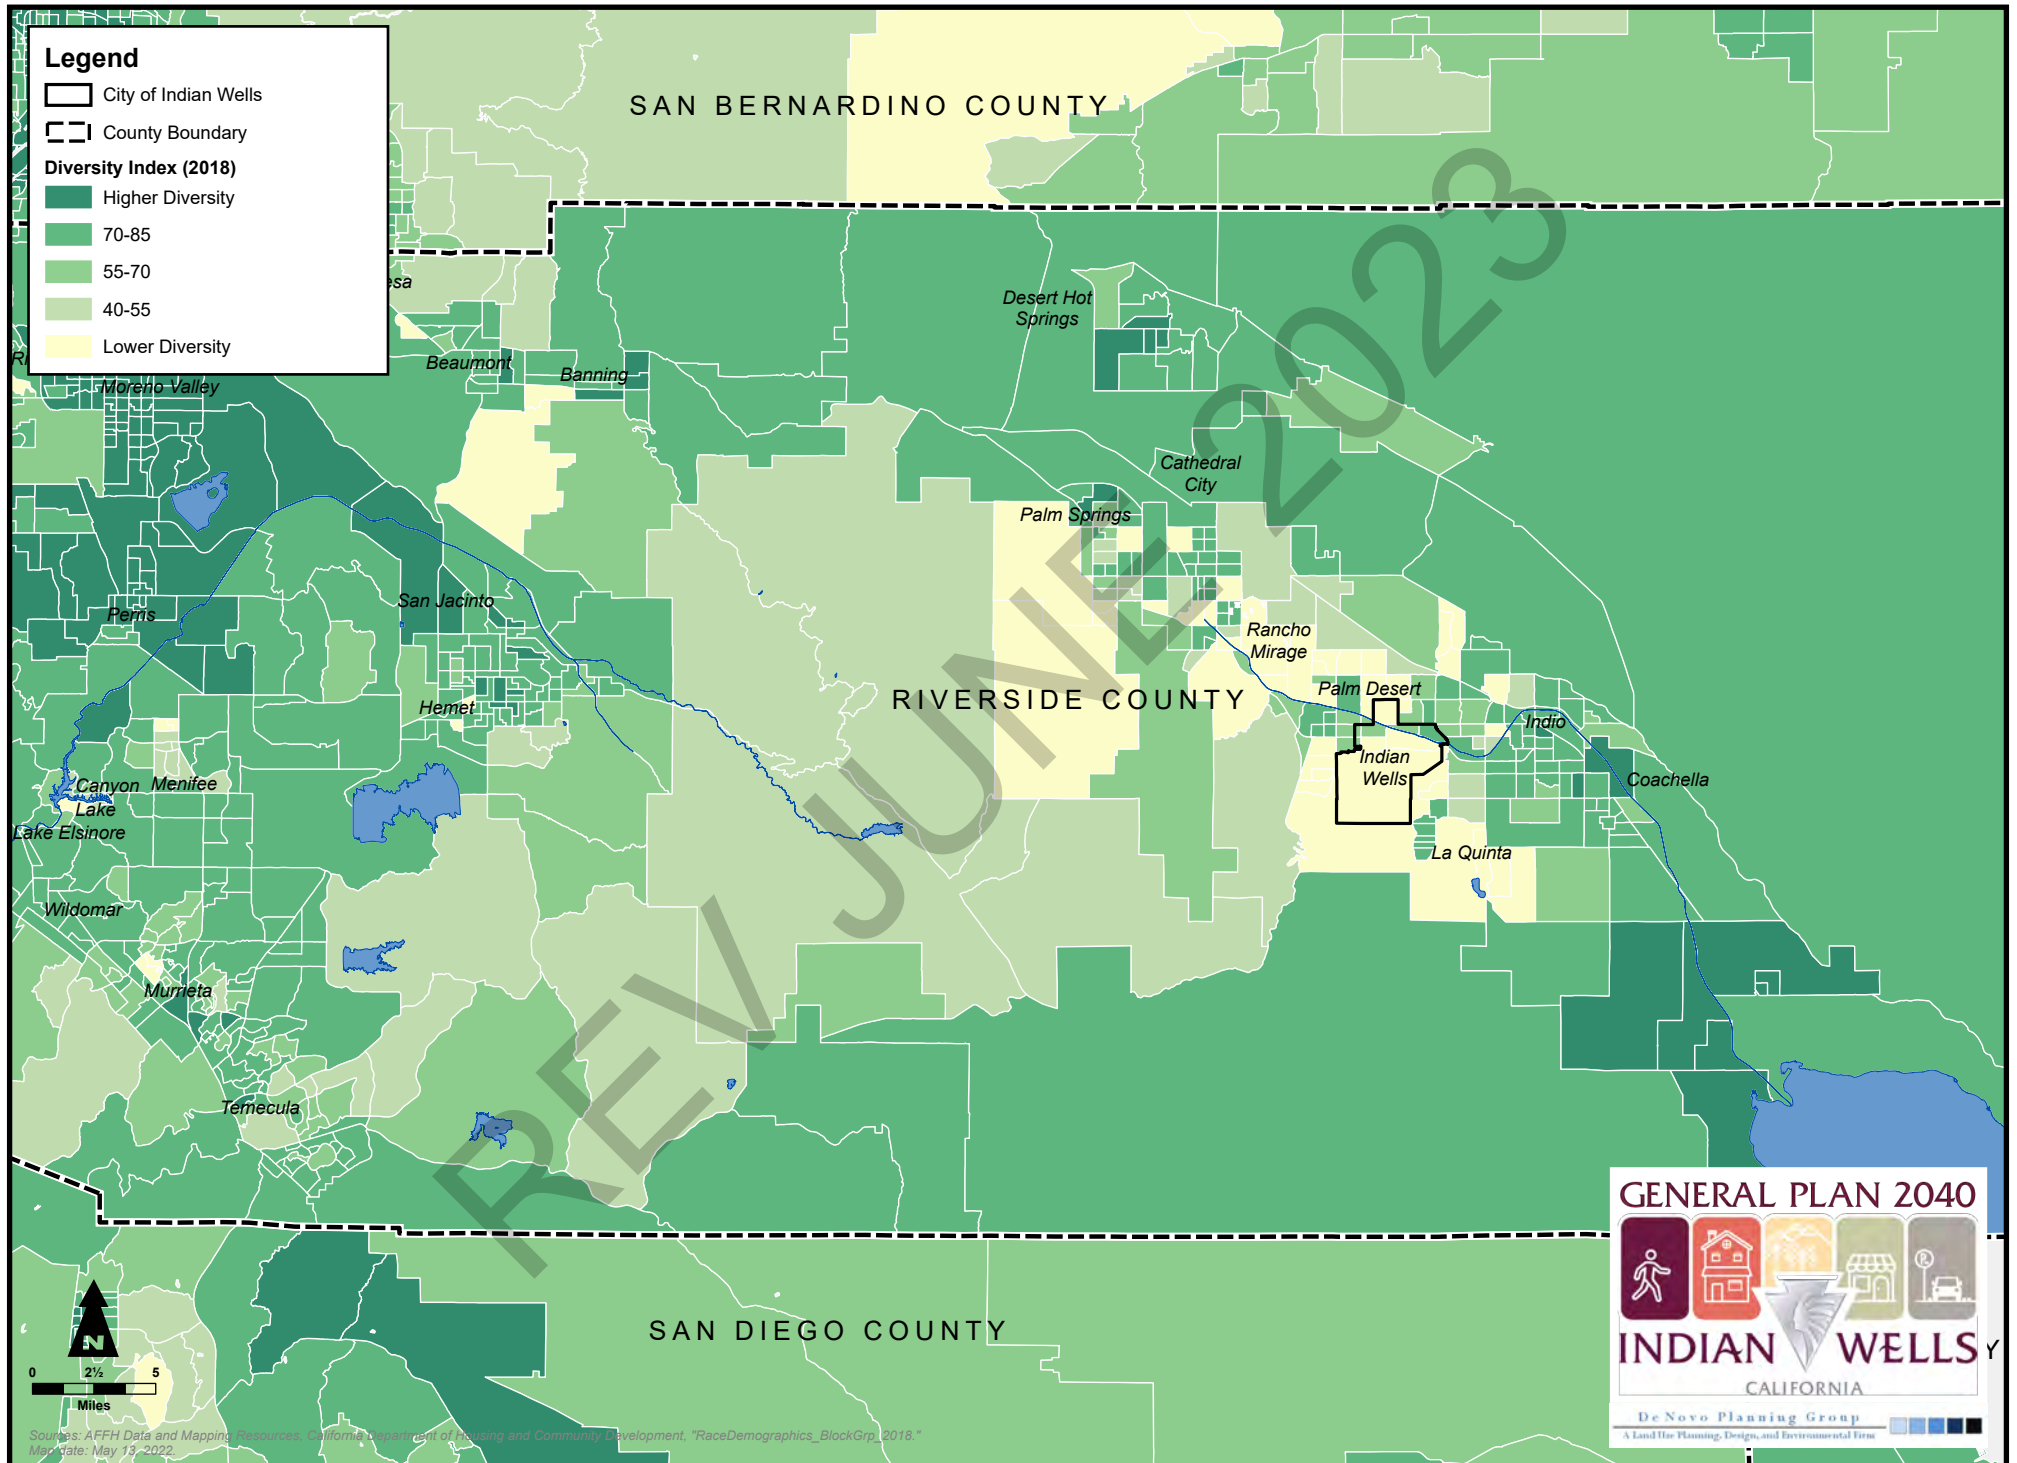 Legend
City of Indian Wells
County Boundary
Diversity Index (2018)
Higher Diversity
70-85
55-70
40-55
Lower Diversity
SAN BERNARDINO COUNTY
esa
Desert Hot
Springs
Beaumont
Banning
Ri
Moreno Valley
Cathedral
City
Palm Springs
San Jacinto
Perris
Rancho
Mirage
RIVERSIDE COUNTY
Palm Desert
Hemet
Indio
Indian
Wells
Coachella
Canyon
Lake
Menifee
Lake Elsinore
La Quinta
Wildomar
Murrieta
Temecula
REV JUNE 2023
SAN DIEGO COUNTY
Y
N
0 2½ 5
Miles
Sources: AFFH Data and Mapping Resources, California Department of Housing and Community Development, "RaceDemographics_BlockGrp_2018."
Map date: May 13, 2022.
GENERAL PLAN 2040
INDIAN WELLS
CALIFORNIA
De Novo Planning Group
A Land Use Planning, Design, and Environmental Firm